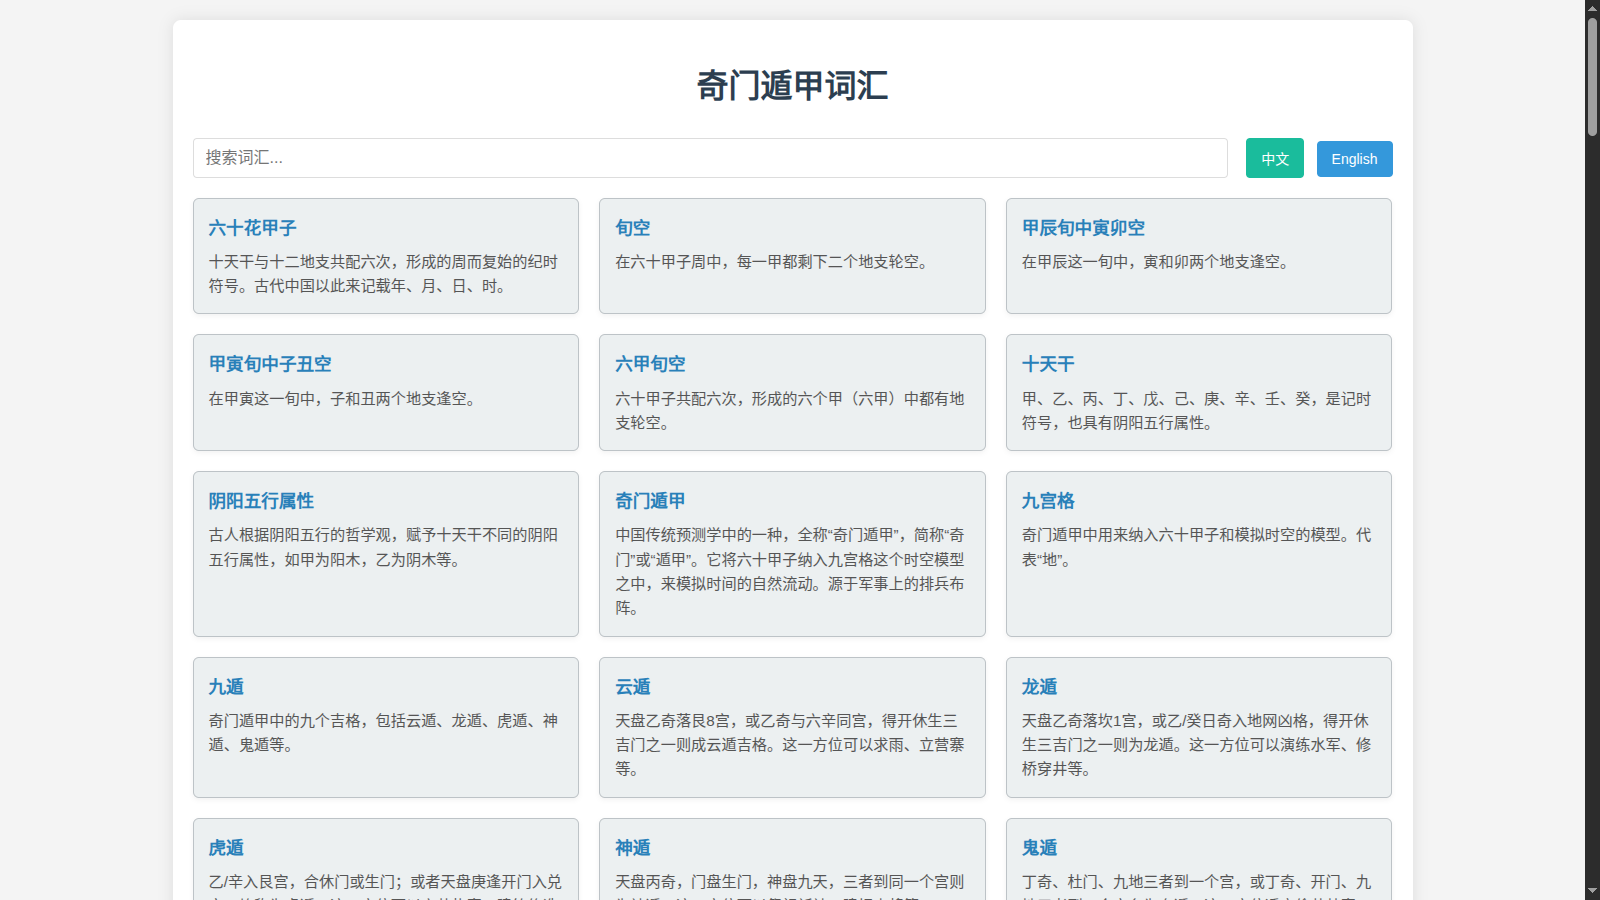 奇门遁甲词汇
搜索词汇...
中文
English
六十花甲子
十天干与十二地支共配六次，形成的周而复始的纪时
符号。古代中国以此来记载年、月、日、时。
旬空
在六十甲子周中，每一甲都剩下二个地支轮空。
甲辰旬中寅卯空
在甲辰这一旬中，寅和卯两个地支逢空。
甲寅旬中子丑空
在甲寅这一旬中，子和丑两个地支逢空。
六甲旬空
六十甲子共配六次，形成的六个甲（六甲）中都有地
支轮空。
十天干
甲、乙、丙、丁、戊、己、庚、辛、壬、癸，是记时
符号，也具有阴阳五行属性。
阴阳五行属性
古人根据阴阳五行的哲学观，赋予十天干不同的阴阳
五行属性，如甲为阳木，乙为阴木等。
奇门遁甲
中国传统预测学中的一种，全称“奇门遁甲”，简称“奇
门”或“遁甲”。它将六十甲子纳入九宫格这个时空模型
之中，来模拟时间的自然流动。源于军事上的排兵布
阵。
九宫格
奇门遁甲中用来纳入六十甲子和模拟时空的模型。代
表“地”。
九遁
奇门遁甲中的九个吉格，包括云遁、龙遁、虎遁、神
遁、鬼遁等。
云遁
天盘乙奇落艮8宫，或乙奇与六辛同宫，得开休生三
吉门之一则成云遁吉格。这一方位可以求雨、立营寨
等。
龙遁
天盘乙奇落坎1宫，或乙/癸日奇入地网凶格，得开休
生三吉门之一则为龙遁。这一方位可以演练水军、修
桥穿井等。
虎遁
乙/辛入艮宫，合休门或生门；或者天盘庚逢开门入兑
神遁
天盘丙奇，门盘生门，神盘九天，三者到同一个宫则
鬼遁
丁奇、杜门、九地三者到一个宫，或丁奇、开门、九